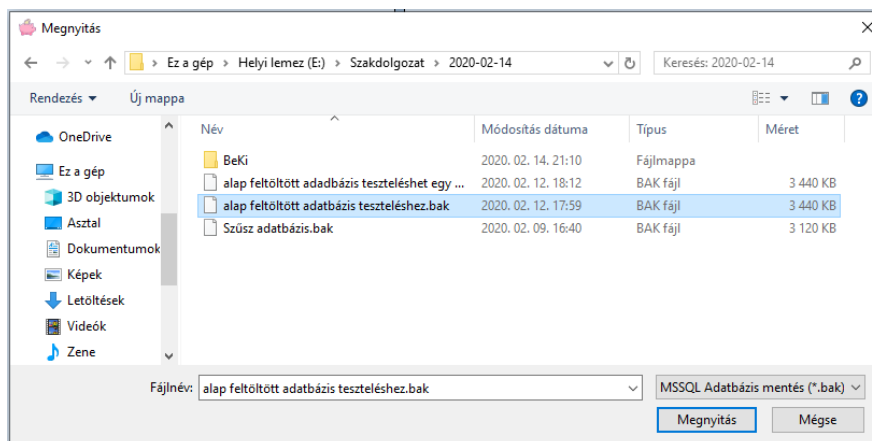 Megnyitás
Ez a gép > Helyi lemez (E:) > Szakdolgozat > 2020-02-14
Keresés: 2020-02-14
Rendezés Új mappa
Név Módosítás dátuma Típus Méret
OneDrive
Ez a gép
3D objektumok
Asztal
Dokumentumok
Képek
Letöltések
Videók
Zene
BeKi 2020. 02. 14. 21:10 Fájlmappa
alap feltöltött adadbázis teszteléshet egy ... 2020. 02. 12. 18:12 BAK fájl 3 440 KB
alap feltöltött adatbázis teszteléshez.bak 2020. 02. 12. 17:59 BAK fájl 3 440 KB
Szűsz adatbázis.bak 2020. 02. 09. 16:40 BAK fájl 3 120 KB
Fájlnév: alap feltöltött adatbázis teszteléshez.bak
MSSQL Adatbázis mentés (*.bak)
Megnyitás Mégse